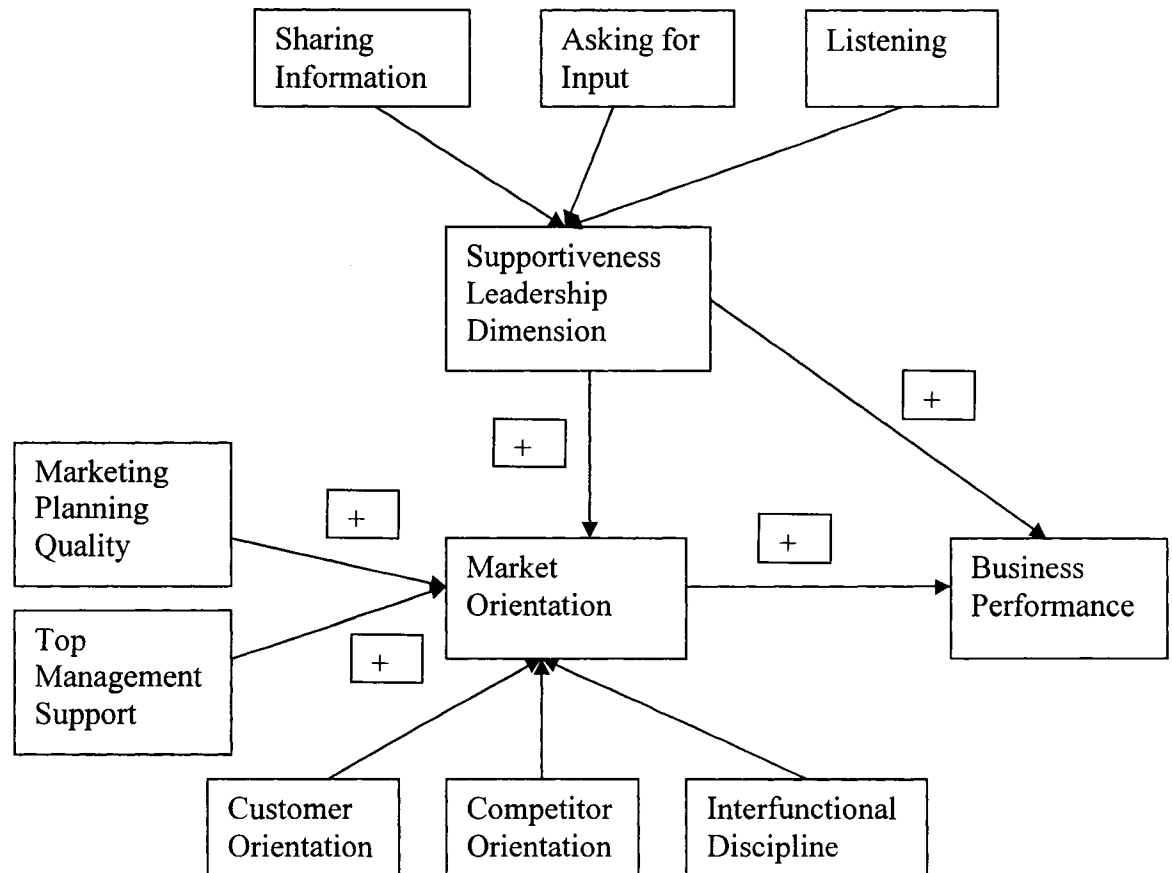 Sharing
Information
Asking for
Input
Listening
Supportiveness
Leadership
Dimension
+
+
Marketing
Planning
Quality
+
+
Market
Orientation
Business
Performance
Top
Management
Support
+
Customer
Orientation
Competitor
Orientation
Interfunctional
Discipline